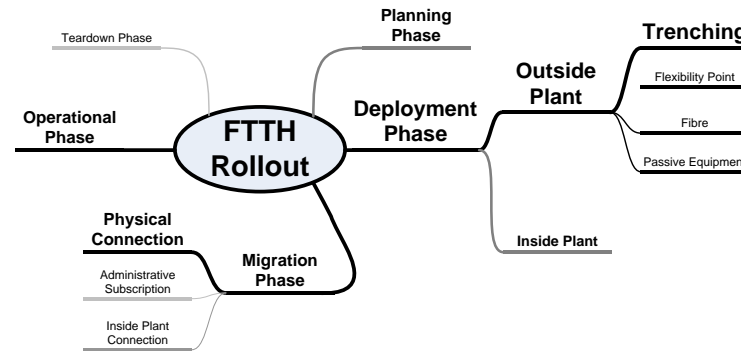 Teardown Phase
Planning
Phase
Trenching
Outside
Plant
Flexibility Point
Deployment
Phase
Operational
Phase
FTTH
Rollout
Fibre
Passive Equipmen
Physical
Connection
Inside Plant
Migration
Phase
Administrative
Subscription
Inside Plant
Connection